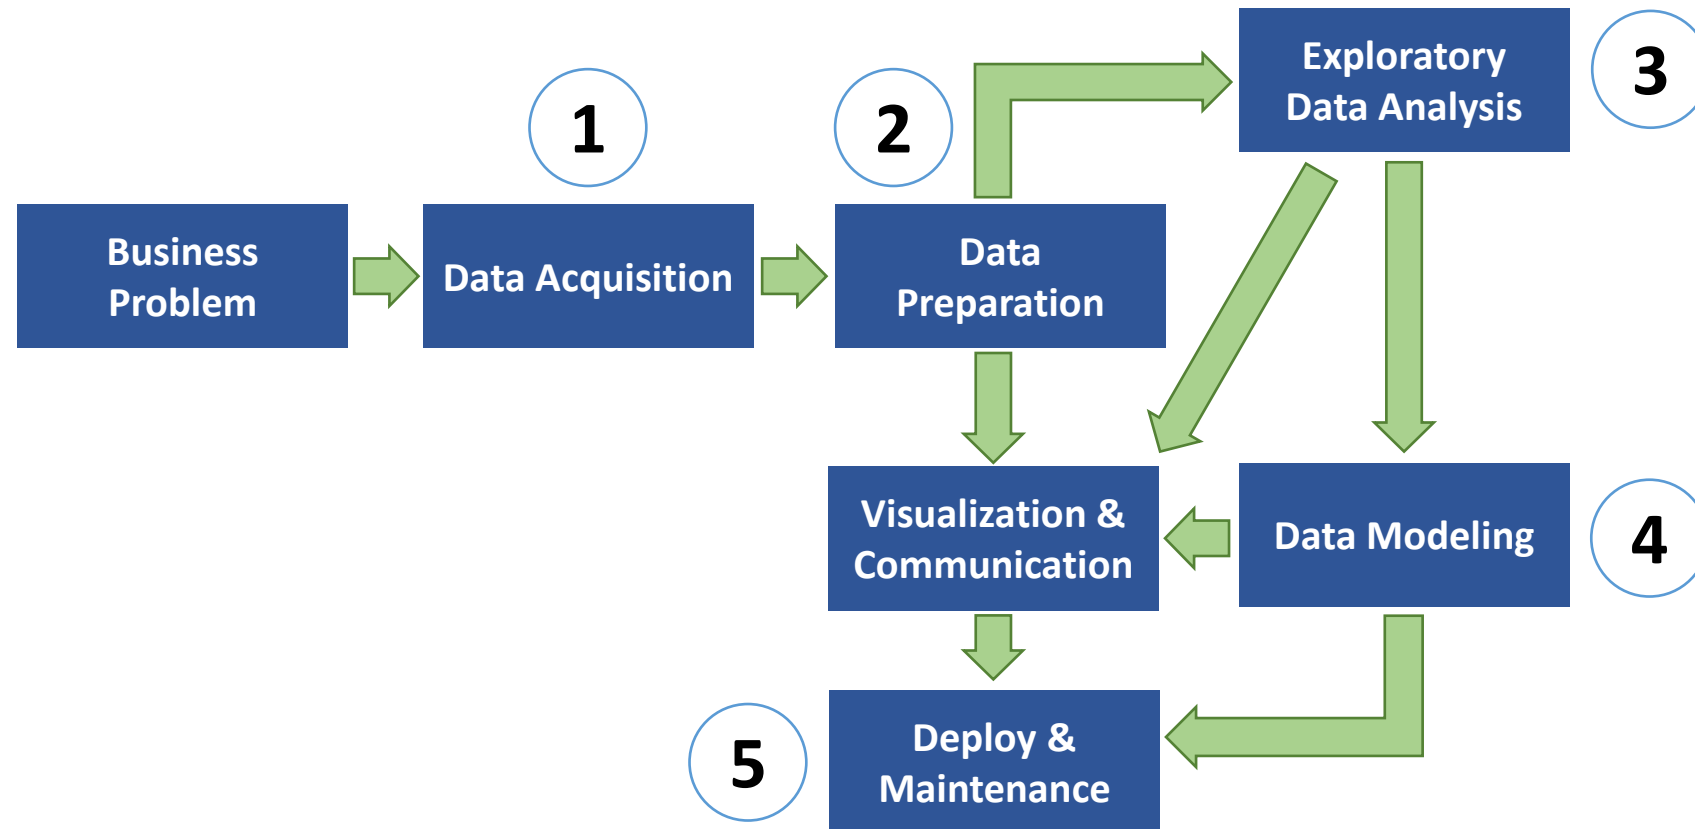 1
2
3
Exploratory
Data Analysis
Business
Problem
Data Acquisition
Data
Preparation
Visualization &
Communication
Data Modeling
4
5
Deploy &
Maintenance